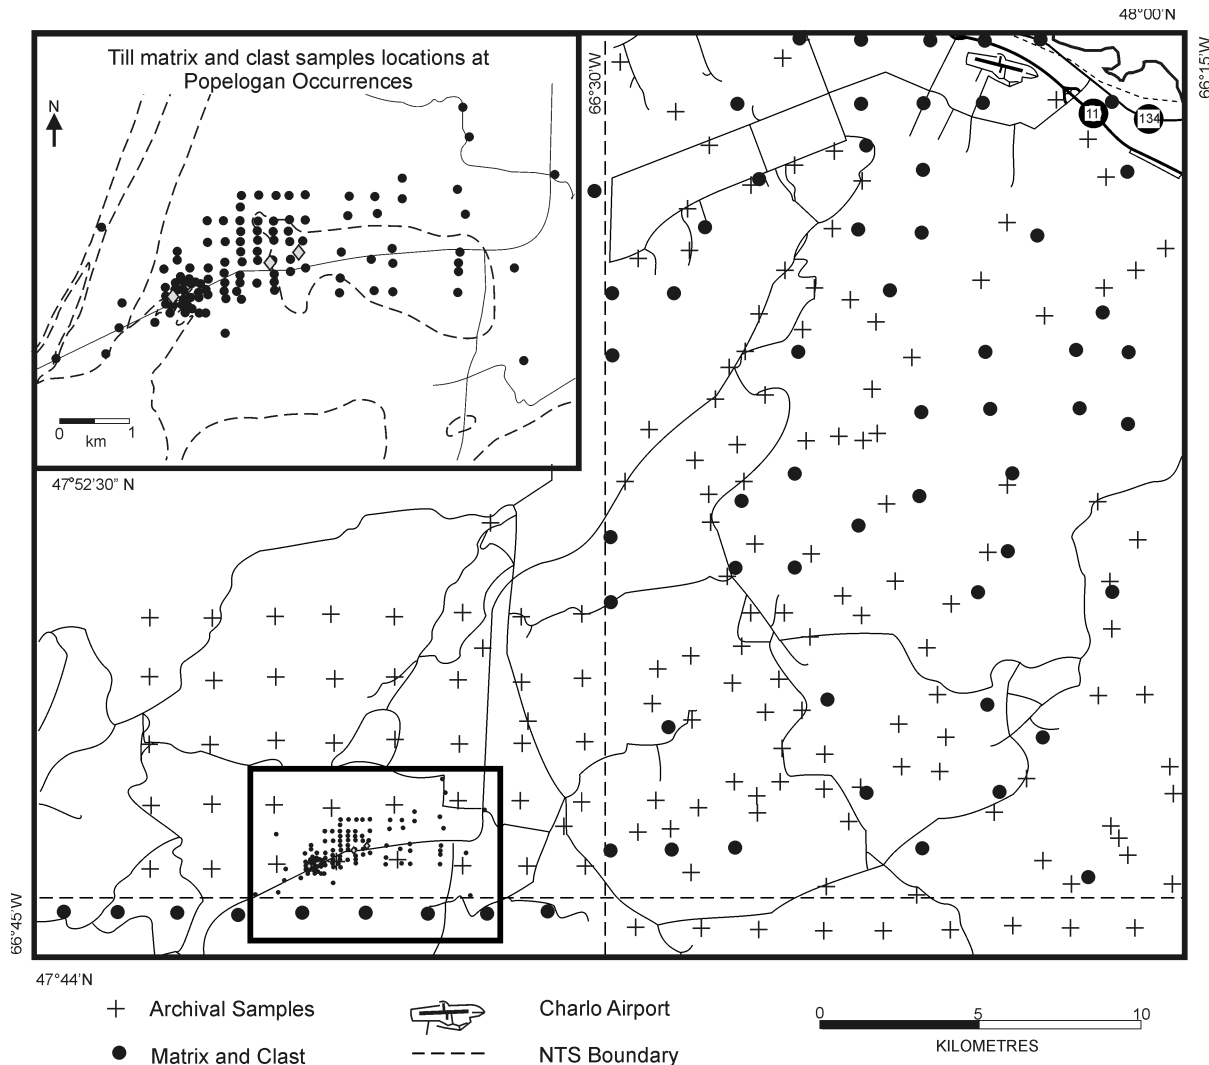 48°00'N
Till matrix and clast samples locations at
Popelogan Occurrences
N
66°30'W
66°15'W
11
134
0 1
km
47°52'30" N
66°45'W
47°44'N
Archival Samples
Charlo Airport
Matrix and Clast
NTS Boundary
0 5 10
KILOMETRES